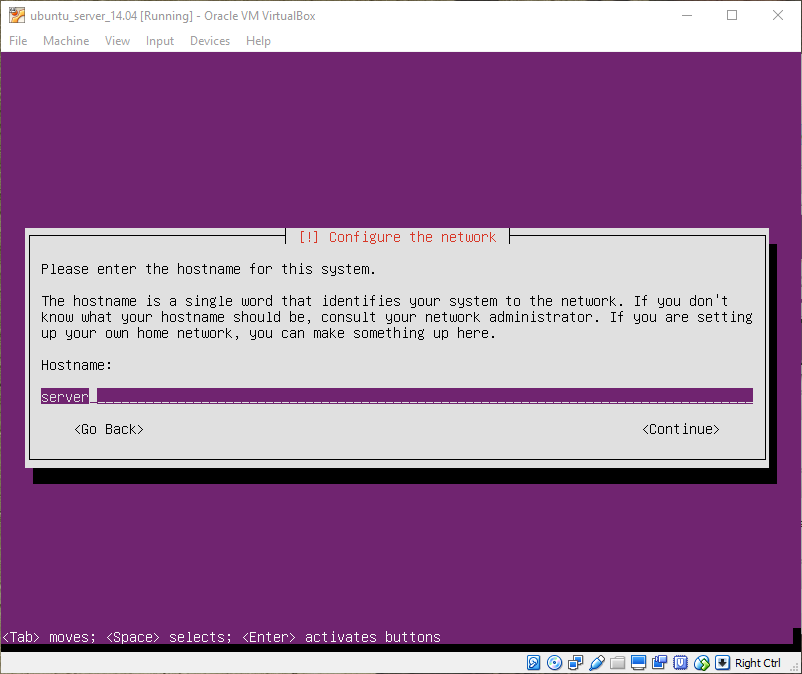 ubuntu_server_14.04 [Running] - Oracle VM VirtualBox
File Machine View Input Devices Help
[!] Configure the network
Please enter the hostname for this system.
The hostname is a single word that identifies your system to the network. If you don't
know what your hostname should be, consult your network administrator. If you are setting
up your own home network, you can make something up here.
Hostname:
server
<Go Back> <Continue>
<Tab> moves; <Space> selects; <Enter> activates buttons
Right Ctrl